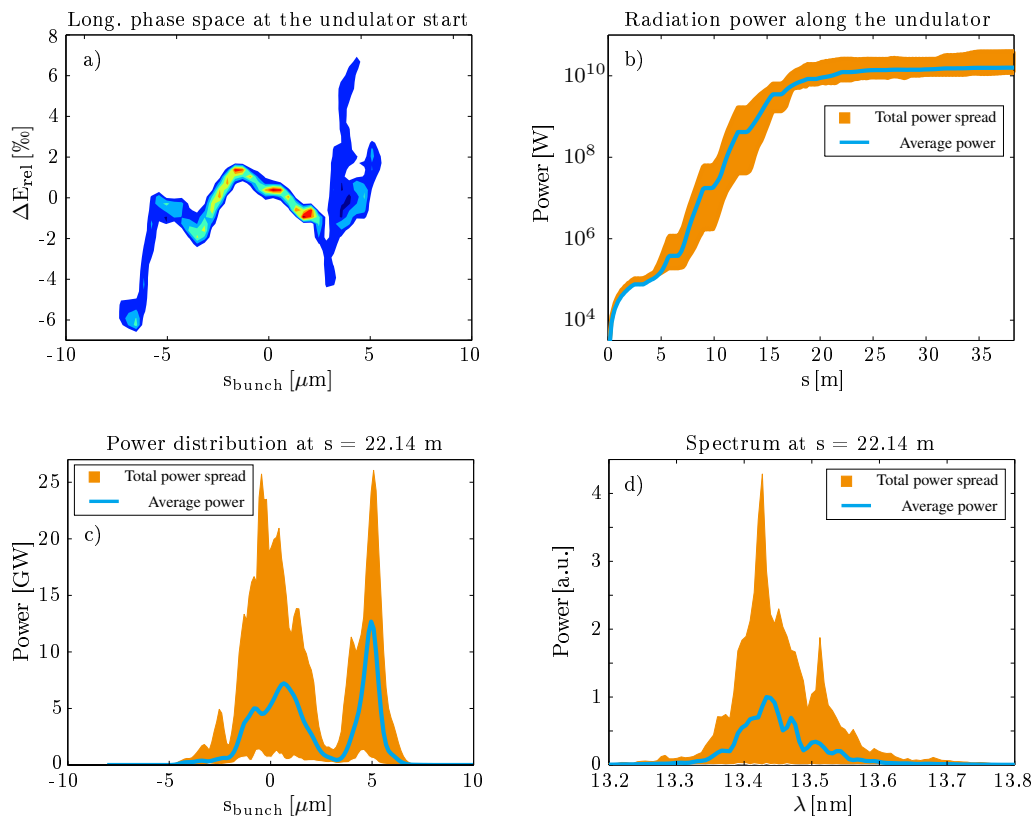 Long. phase space at the undulator start
a)
8
6
4
2
0
-2
-4
-6
ΔE_rel [‰]
-10 -5 0 5 10
s_bunch [μm]
Radiation power along the undulator
b)
10^10
10^8
10^6
10^4
Power [W]
Total power spread
Average power
0 5 10 15 20 25 30 35
s [m]
Power distribution at s = 22.14 m
Total power spread
Average power
c)
25
20
15
10
5
0
Power [GW]
-10 -5 0 5 10
s_bunch [μm]
Spectrum at s = 22.14 m
d)
Total power spread
Average power
4
3
2
1
0
Power [a.u.]
13.2 13.3 13.4 13.5 13.6 13.7 13.8
λ [nm]